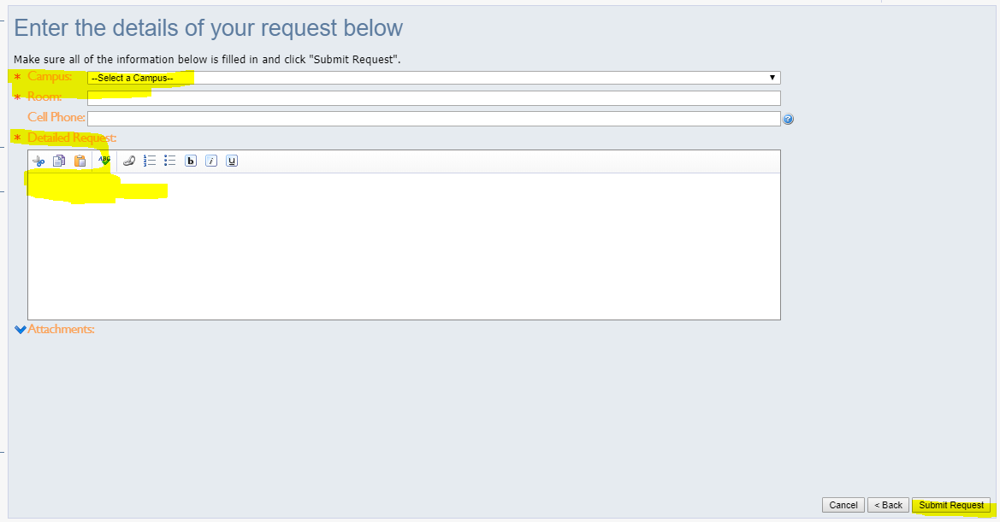 Enter the details of your request below
Make sure all of the information below is filled in and click "Submit Request".
* Campus: --Select a Campus--
* Room:
Cell Phone:
* Detailed Request:
ABC b i u
Attachments:
Cancel < Back Submit Request